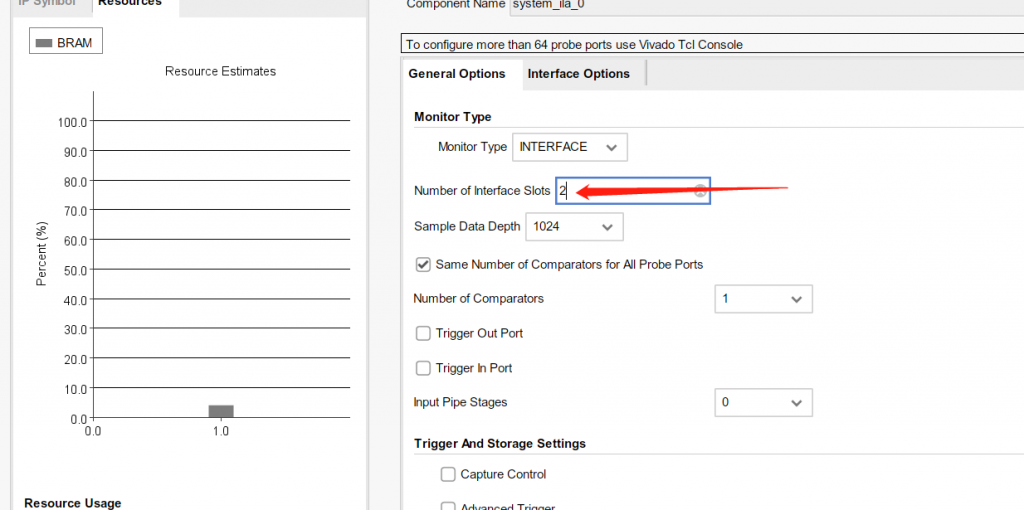 IP Symbol
Resources
BRAM
Resource Estimates
Percent (%)
100.0
90.0
80.0
70.0
60.0
50.0
40.0
30.0
20.0
10.0
0.0
0.0
1.0
Resource Usage
Component Name system_ila_0
To configure more than 64 probe ports use Vivado Tcl Console
General Options
Interface Options
Monitor Type
Monitor Type INTERFACE
Number of Interface Slots 2
Sample Data Depth 1024
Same Number of Comparators for All Probe Ports
Number of Comparators 1
Trigger Out Port
Trigger In Port
Input Pipe Stages 0
Trigger And Storage Settings
Capture Control
Advanced Trigger